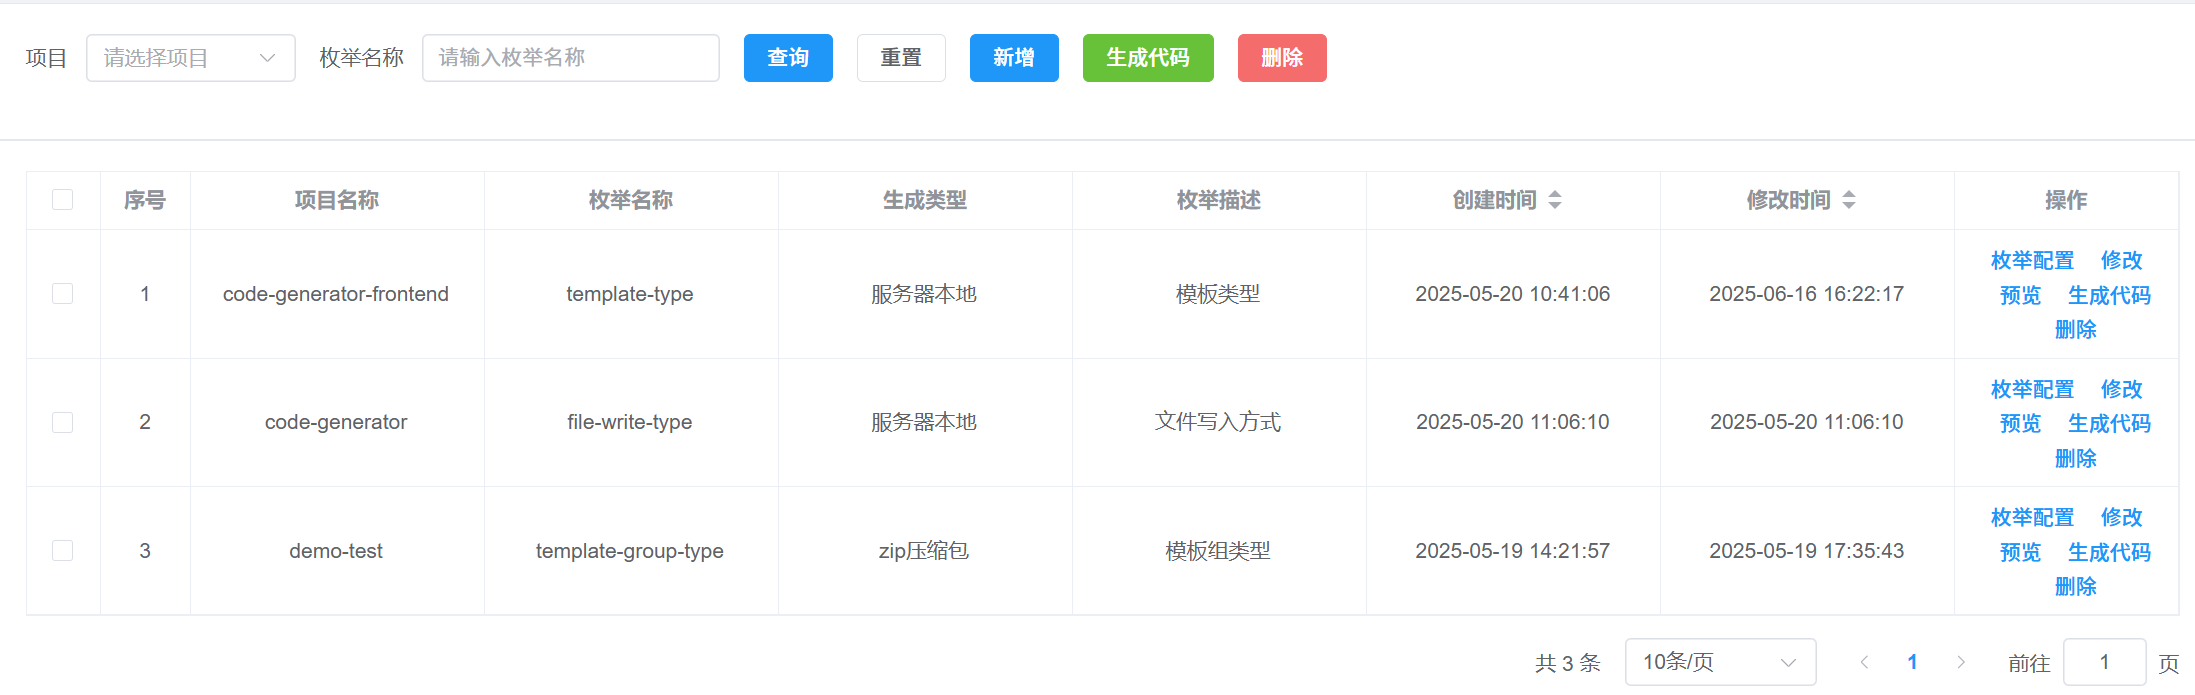 项目 请选择项目 枚举名称 请输入枚举名称 查询 重置 新增 生成代码 删除
序号 项目名称 枚举名称 生成类型 枚举描述 创建时间 修改时间 操作
1 code-generator-frontend template-type 服务器本地 模板类型 2025-05-20 10:41:06 2025-06-16 16:22:17 枚举配置 修改
预览 生成代码
删除
2 code-generator file-write-type 服务器本地 文件写入方式 2025-05-20 11:06:10 2025-05-20 11:06:10 枚举配置 修改
预览 生成代码
删除
3 demo-test template-group-type zip压缩包 模板组类型 2025-05-19 14:21:57 2025-05-19 17:35:43 枚举配置 修改
预览 生成代码
删除
共 3 条 10条/页 1 前往 1 页